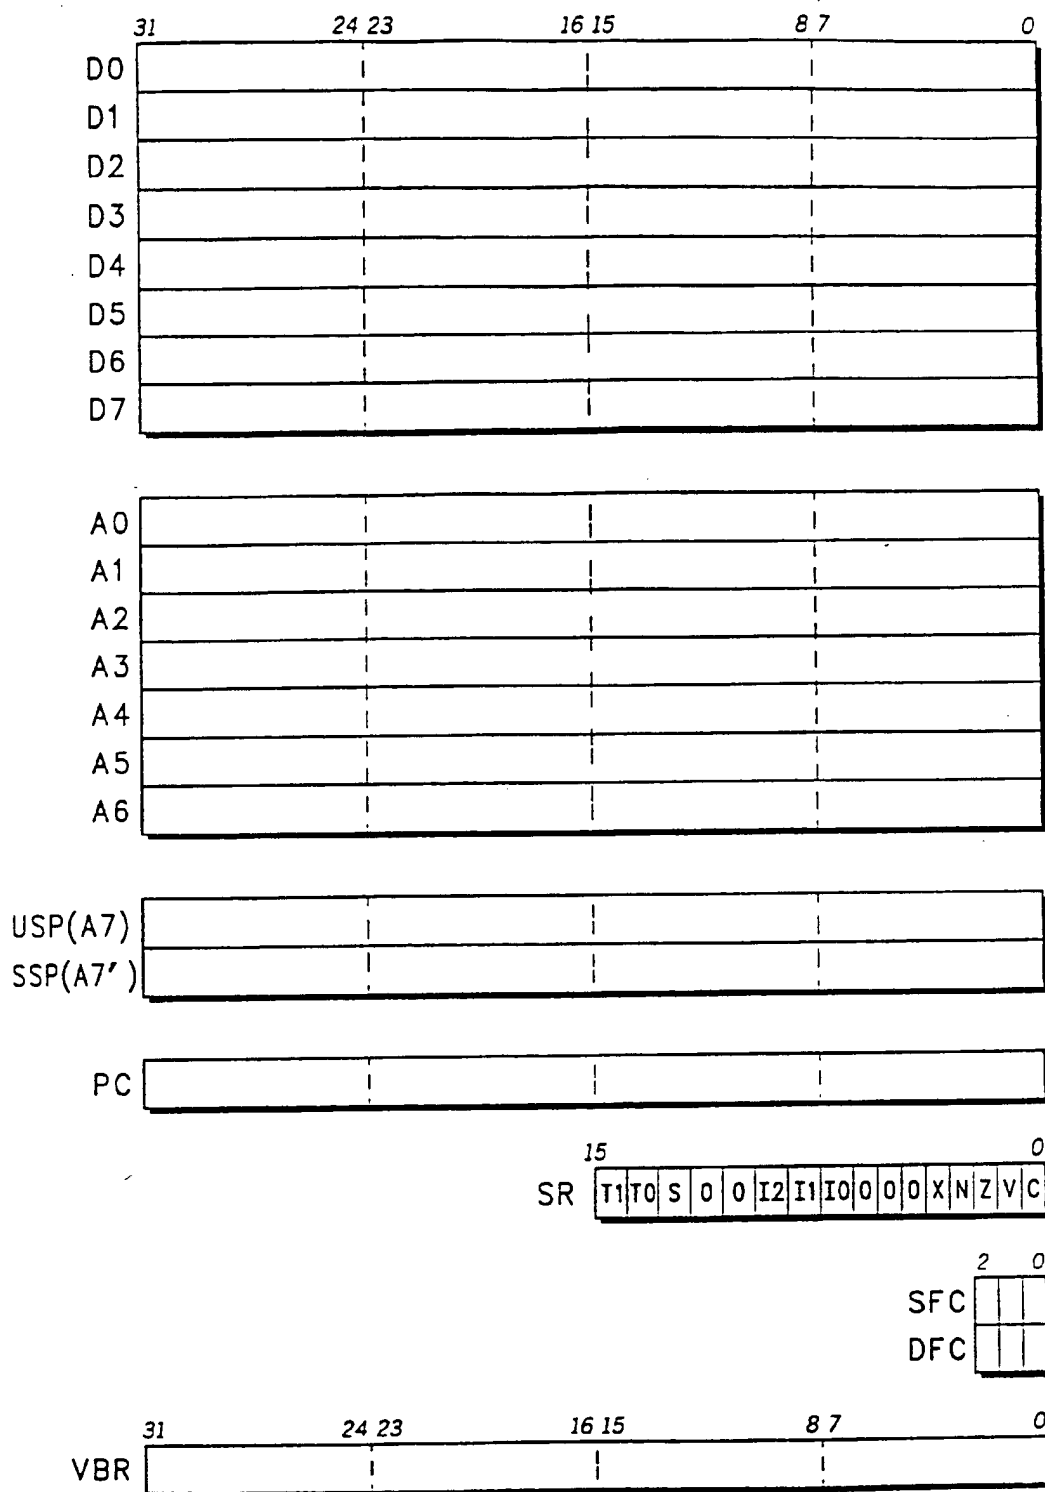 31 24 23 16 15 8 7 0
D0
D1
D2
D3
D4
D5
D6
D7
A0
A1
A2
A3
A4
A5
A6
USP(A7)
SSP(A7′)
PC
15 0
SR T1 T0 S 0 0 I2 I1 I0 0 0 0 X N Z V C
2 0
SFC
DFC
31 24 23 16 15 8 7 0
VBR